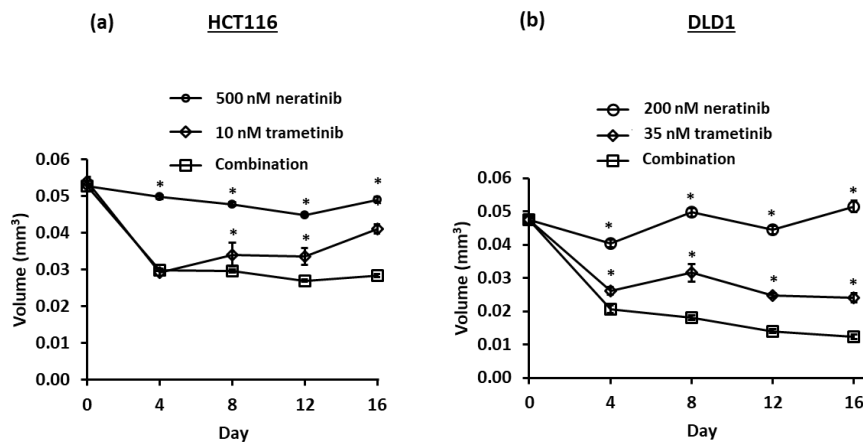 (a)
HCT116
500 nM neratinib
10 nM trametinib
Combination
0.06
0.05
0.04
0.03
0.02
0.01
0.00
Volume (mm³)
* * * *
* * *
0 4 8 12 16
Day
(b)
DLD1
200 nM neratinib
35 nM trametinib
Combination
0.06
0.05
0.04
0.03
0.02
0.01
0.00
Volume (mm³)
* * * *
* * * *
0 4 8 12 16
Day